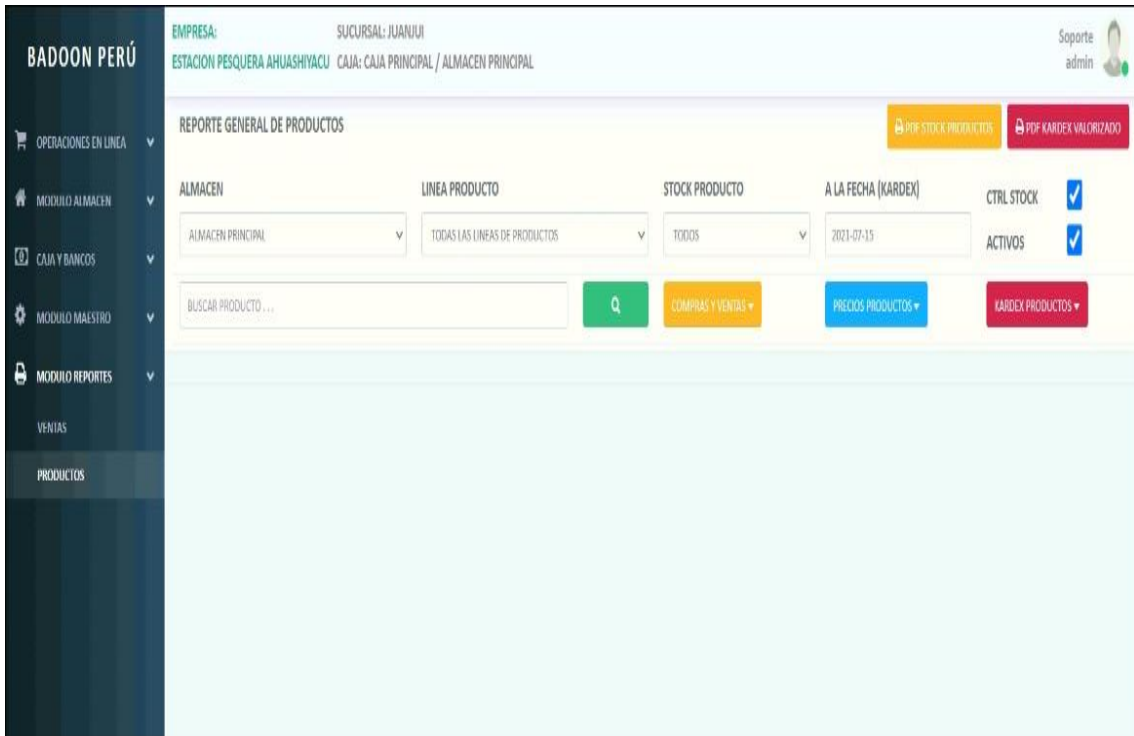 BADOON PERÚ
OPERACIONES EN LINEA
MODULO ALMACEN
CAJA Y BANCOS
MODULO MAESTRO
MODULO REPORTES
VENTAS
PRODUCTOS
EMPRESA: SUCURSAL: JUANJUI
ESTACION PESQUERA AHUASHIYACU CAJA: CAJA PRINCIPAL / ALMACEN PRINCIPAL
Soporte
admin
REPORTE GENERAL DE PRODUCTOS
PDF STOCK PRODUCTOS PDF KARDEX VALORIZADO
ALMACEN LINEA PRODUCTO STOCK PRODUCTO A LA FECHA (KARDEX) CTRL STOCK
ALMACEN PRINCIPAL TODAS LAS LINEAS DE PRODUCTOS TODOS 2021-07-15 ACTIVOS
BUSCAR PRODUCTO . . . COMPRAS Y VENTAS PRECIOS PRODUCTOS KARDEX PRODUCTOS